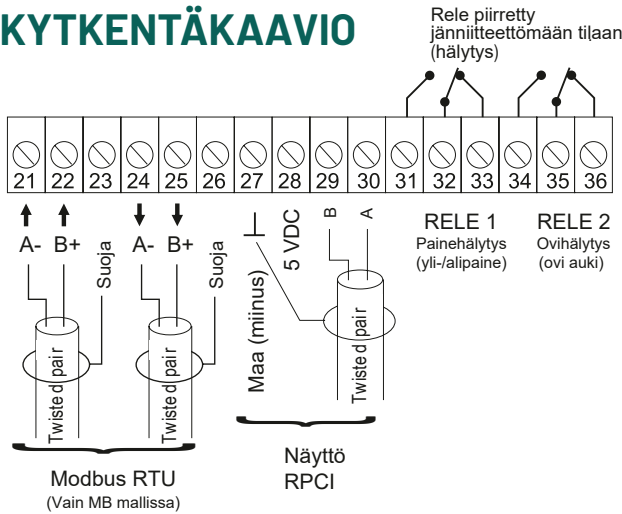 KYTKENTÄKAAVIO
Rele piirretty
jänniitteettömään tilaan
(hälytys)
21 22 23 24 25 26 27 28 29 30 31 32 33 34 35 36
A- B+ Suoja A- B+ Suoja
Maa (miinus)
5 VDC
B A
RELE 1
Painehälytys
(yli-/alipaine)
RELE 2
Ovihälytys
(ovi auki)
Twisted pair
Twisted pair
Twisted pair
Modbus RTU
(Vain MB mallissa)
Näyttö
RPCI